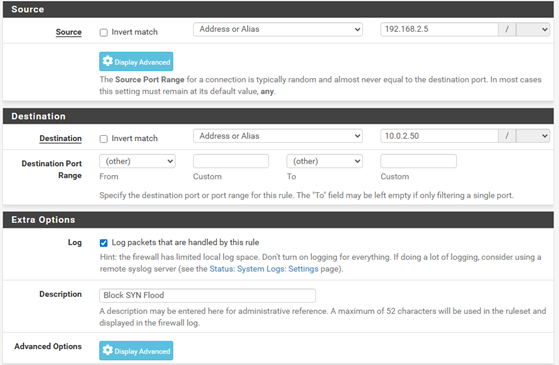 Source
Source Invert match Address or Alias 192.168.2.5 /
Display Advanced
The Source Port Range for a connection is typically random and almost never equal to the destination port. In most cases
this setting must remain at its default value, any.
Destination
Destination Invert match Address or Alias 10.0.2.50 /
Destination Port Range (other) (other)
From Custom To Custom
Specify the destination port or port range for this rule. The "To" field may be left empty if only filtering a single port.
Extra Options
Log Log packets that are handled by this rule
Hint: the firewall has limited local log space. Don't turn on logging for everything. If doing a lot of logging, consider using a
remote syslog server (see the Status: System Logs: Settings page).
Description Block SYN Flood
A description may be entered here for administrative reference. A maximum of 52 characters will be used in the ruleset and
displayed in the firewall log.
Advanced Options Display Advanced